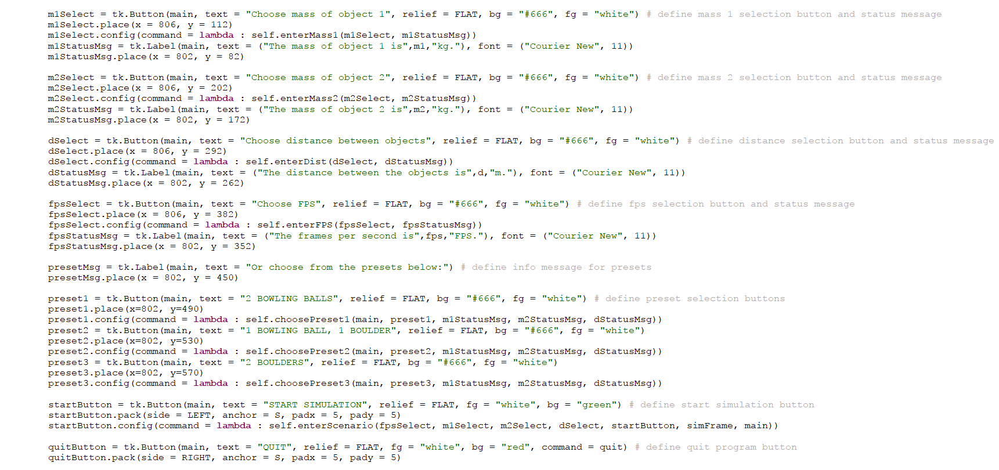 m1Select = tk.Button(main, text = "Choose mass of object 1", relief = FLAT, bg = "#666", fg = "white") # define mass 1 selection button and status message
m1Select.place(x = 806, y = 112)
m1Select.config(command = lambda : self.enterMass1(m1Select, m1StatusMsg))
m1StatusMsg = tk.Label(main, text = ("The mass of object 1 is",m1,"kg."), font = ("Courier New", 11))
m1StatusMsg.place(x = 802, y = 82)

m2Select = tk.Button(main, text = "Choose mass of object 2", relief = FLAT, bg = "#666", fg = "white") # define mass 2 selection button and status message
m2Select.place(x = 806, y = 202)
m2Select.config(command = lambda : self.enterMass2(m2Select, m2StatusMsg))
m2StatusMsg = tk.Label(main, text = ("The mass of object 2 is",m2,"kg."), font = ("Courier New", 11))
m2StatusMsg.place(x = 802, y = 172)

dSelect = tk.Button(main, text = "Choose distance between objects", relief = FLAT, bg = "#666", fg = "white") # define distance selection button and status message
dSelect.place(x = 806, y = 292)
dSelect.config(command = lambda : self.enterDist(dSelect, dStatusMsg))
dStatusMsg = tk.Label(main, text = ("The distance between the objects is",d,"m."), font = ("Courier New", 11))
dStatusMsg.place(x = 802, y = 262)

fpsSelect = tk.Button(main, text = "Choose FPS", relief = FLAT, bg = "#666", fg = "white") # define fps selection button and status message
fpsSelect.place(x = 806, y = 382)
fpsSelect.config(command = lambda : self.enterFPS(fpsSelect, fpsStatusMsg))
fpsStatusMsg = tk.Label(main, text = ("The frames per second is",fps,"FPS."), font = ("Courier New", 11))
fpsStatusMsg.place(x = 802, y = 352)

presetMsg = tk.Label(main, text = "Or choose from the presets below:") # define info message for presets
presetMsg.place(x = 802, y = 450)

preset1 = tk.Button(main, text = "2 BOWLING BALLS", relief = FLAT, bg = "#666", fg = "white") # define preset selection buttons
preset1.place(x=802, y=490)
preset1.config(command = lambda : self.choosePreset1(main, preset1, m1StatusMsg, m2StatusMsg, dStatusMsg))
preset2 = tk.Button(main, text = "1 BOWLING BALL, 1 BOULDER", relief = FLAT, bg = "#666", fg = "white")
preset2.place(x=802, y=530)
preset2.config(command = lambda : self.choosePreset2(main, preset2, m1StatusMsg, m2StatusMsg, dStatusMsg))
preset3 = tk.Button(main, text = "2 BOULDERS", relief = FLAT, bg = "#666", fg = "white")
preset3.place(x=802, y=570)
preset3.config(command = lambda : self.choosePreset3(main, preset3, m1StatusMsg, m2StatusMsg, dStatusMsg))

startButton = tk.Button(main, text = "START SIMULATION", relief = FLAT, fg = "white", bg = "green") # define start simulation button
startButton.pack(side = LEFT, anchor = S, padx = 5, pady = 5)
startButton.config(command = lambda : self.enterScenario(fpsSelect, m1Select, m2Select, dSelect, startButton, simFrame, main))

quitButton = tk.Button(main, text = "QUIT", relief = FLAT, fg = "white", bg = "red", command = quit) # define quit program button
quitButton.pack(side = RIGHT, anchor = S, padx = 5, pady = 5)